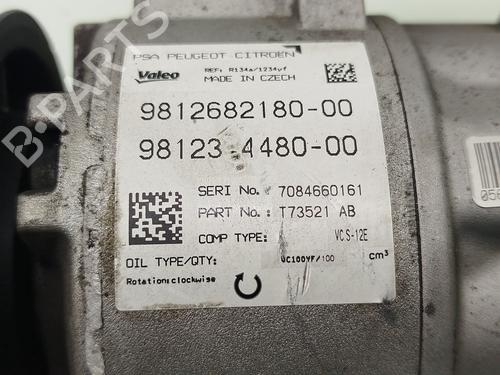 PSA PEUGEOT CITROËN
Valeo
REF: R134a/1234yf
MADE IN CZECH
9812682180-00
98123 4480-00
SERI No. 7084660161
PART No.: T73521 AB
COMP TYPE: VCS-12E
OIL TYPE/QTY: VC100YF/100 cm³
Rotation:clockwise
B-PARTS